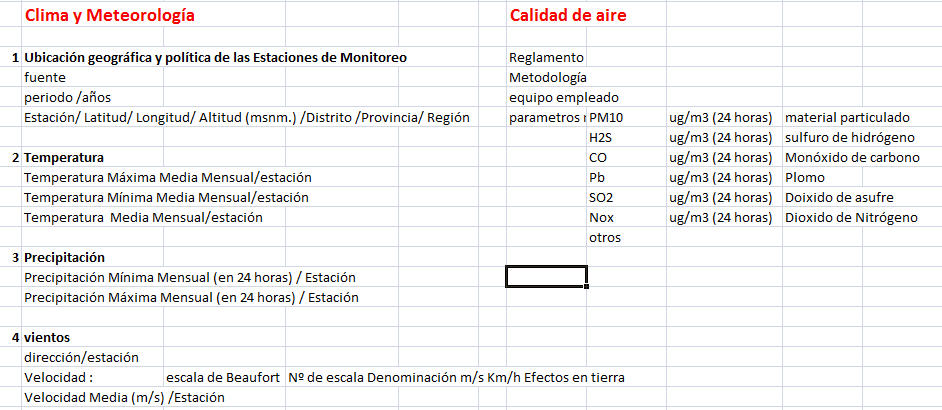 Clima y Meteorología
Calidad de aire
1 Ubicación geográfica y política de las Estaciones de Monitoreo
Reglamento
fuente
Metodología
periodo /años
equipo empleado
Estación/ Latitud/ Longitud/ Altitud (msnm.) /Distrito /Provincia/ Región
parametros PM10 ug/m3 (24 horas) material particulado
H2S ug/m3 (24 horas) sulfuro de hidrógeno
2 Temperatura
CO ug/m3 (24 horas) Monóxido de carbono
Temperatura Máxima Media Mensual/estación
Pb ug/m3 (24 horas) Plomo
Temperatura Mínima Media Mensual/estación
SO2 ug/m3 (24 horas) Doixido de asufre
Temperatura Media Mensual/estación
Nox ug/m3 (24 horas) Dioxido de Nitrógeno
otros
3 Precipitación
Precipitación Mínima Mensual (en 24 horas) / Estación
Precipitación Máxima Mensual (en 24 horas) / Estación
4 vientos
dirección/estación
Velocidad : escala de Beaufort Nº de escala Denominación m/s Km/h Efectos en tierra
Velocidad Media (m/s) /Estación